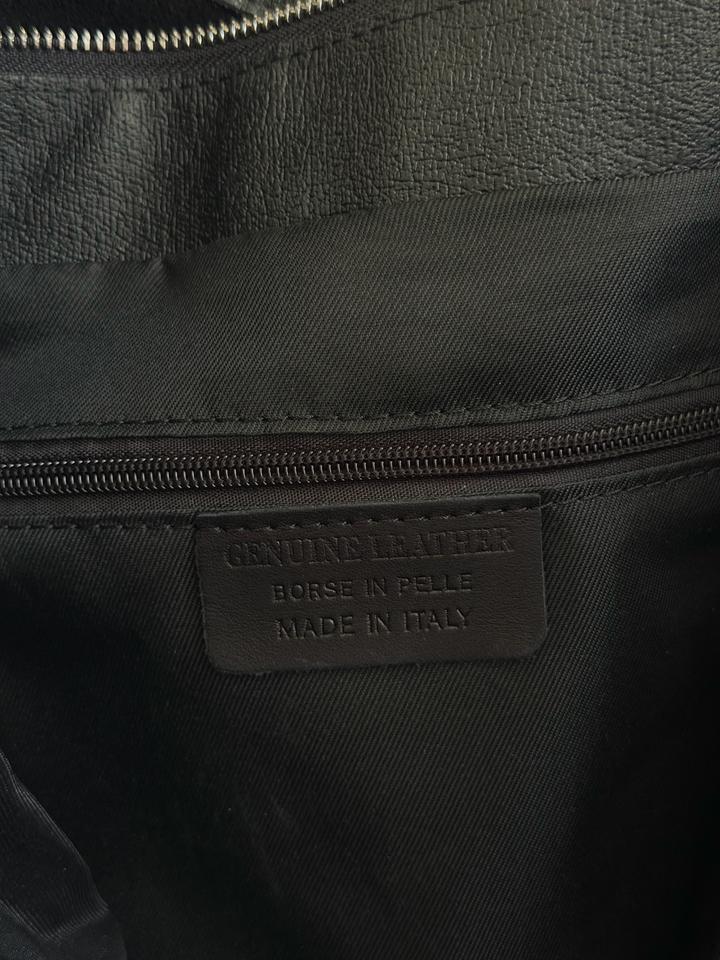 GENUINE LEATHER
BORSE IN PELLE
MADE IN ITALY